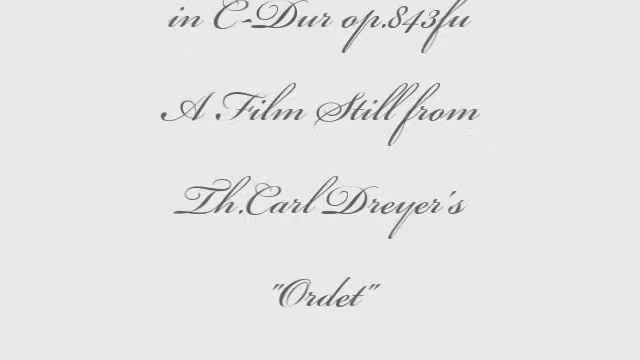 in C-Dur op.843fu
A Film Still from
Th.Carl Dreyer's
"Ordet"